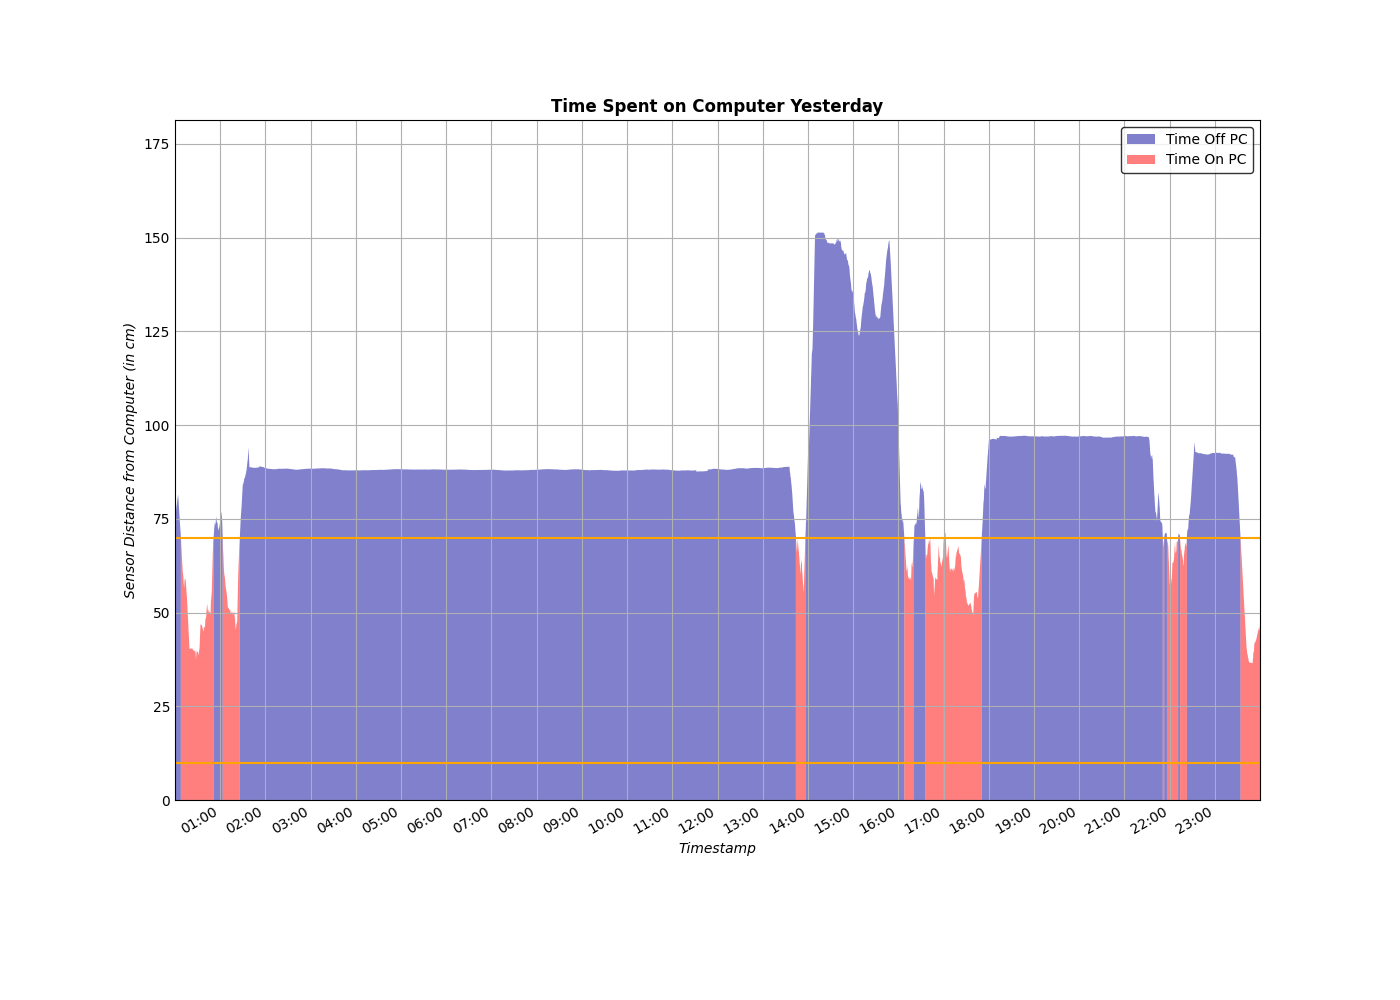 Time Spent on Computer Yesterday
Time Off PC
Time On PC
Sensor Distance from Computer (in cm)
175
150
125
100
75
50
25
0
01:00 02:00 03:00 04:00 05:00 06:00 07:00 08:00 09:00 10:00 11:00 12:00 13:00 14:00 15:00 16:00 17:00 18:00 19:00 20:00 21:00 22:00 23:00
Timestamp